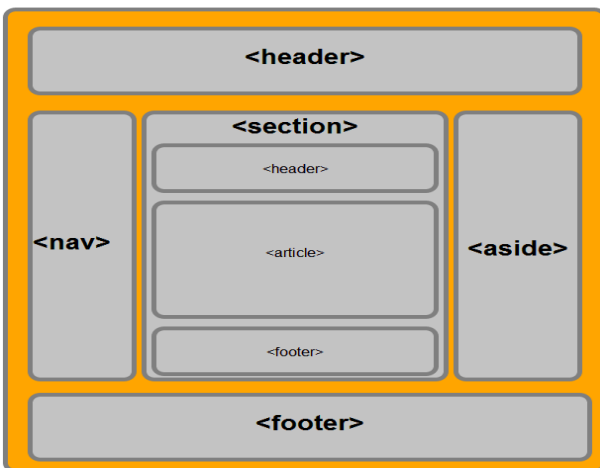 <header>
<section>
<header>
<nav>
<article>
<aside>
<footer>
<footer>